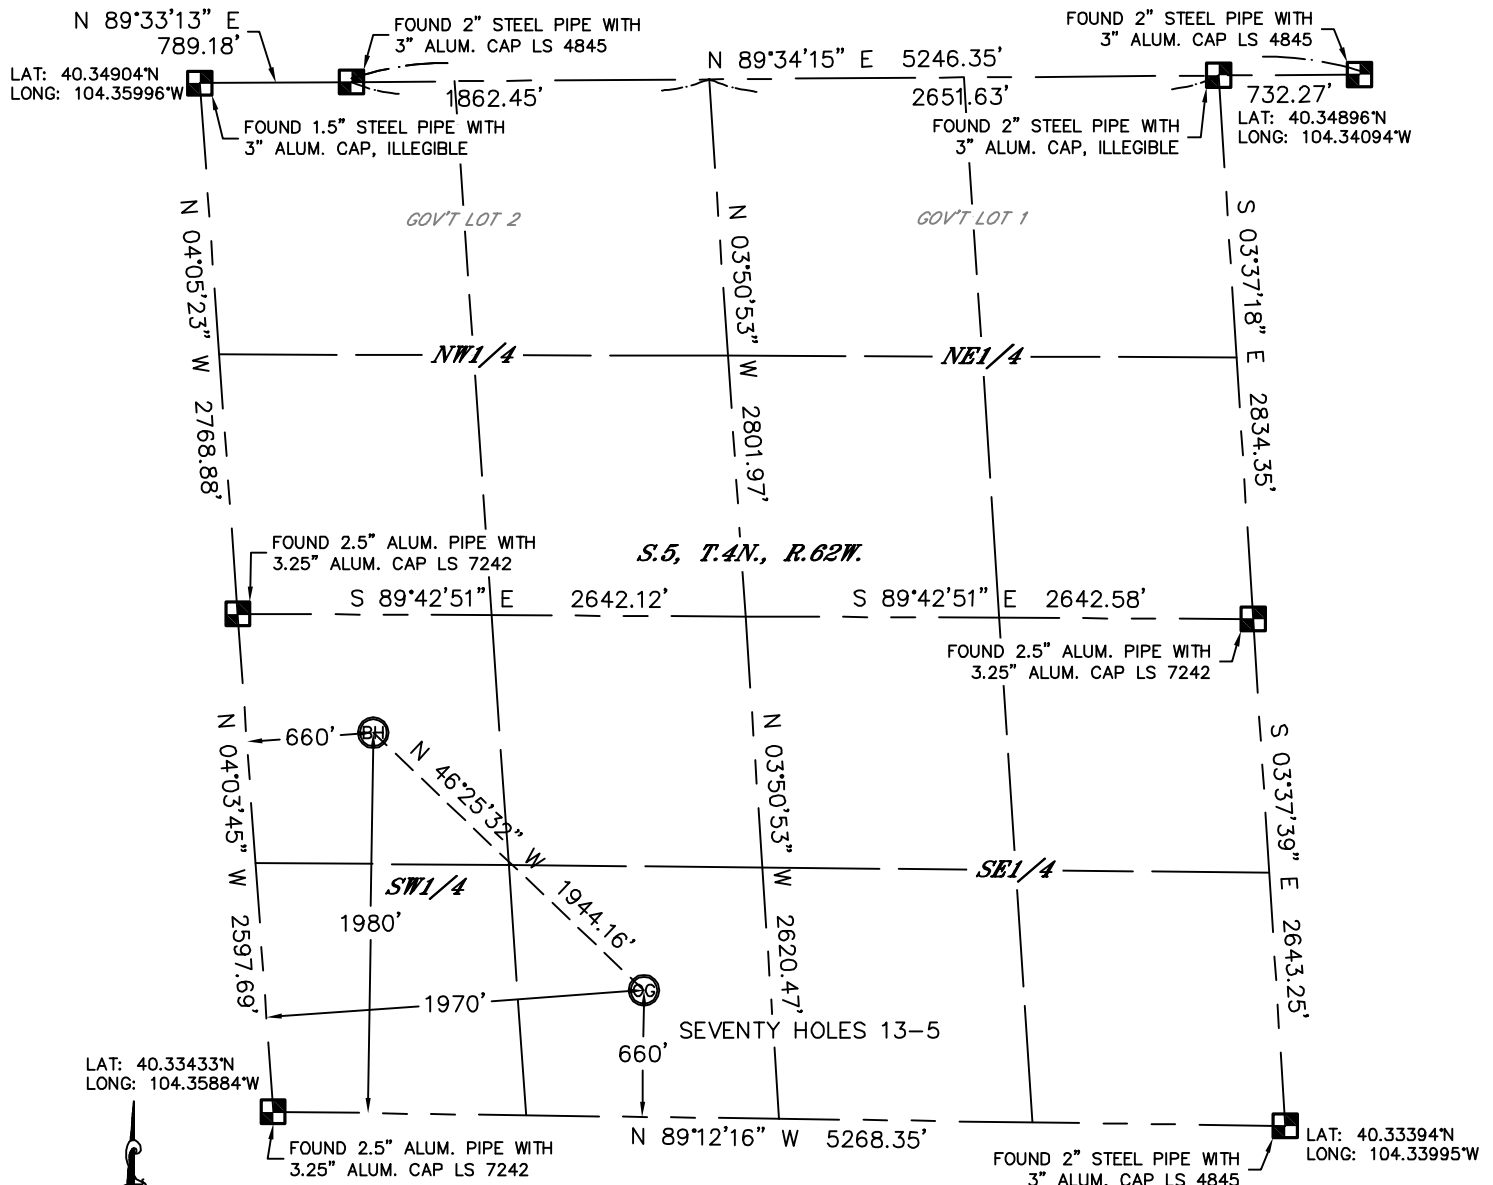 N 89°33'13" E
789.18'
FOUND 2" STEEL PIPE WITH
3" ALUM. CAP LS 4845
N 89°34'15" E 5246.35'
FOUND 2" STEEL PIPE WITH
3" ALUM. CAP LS 4845
LAT: 40.34904°N
LONG: 104.35996°W
1862.45'
2651.63'
732.27'
FOUND 1.5" STEEL PIPE WITH
3" ALUM. CAP, ILLEGIBLE
FOUND 2" STEEL PIPE WITH
3" ALUM. CAP, ILLEGIBLE
LAT: 40.34896°N
LONG: 104.34094°W
GOV'T LOT 2
GOV'T LOT 1
N 04°05'23" W 2768.88'
N 03°50'53" W 2801.97'
S 03°37'18" E 2834.35'
NW1/4
NE1/4
FOUND 2.5" ALUM. PIPE WITH
3.25" ALUM. CAP LS 7242
S.5, T.4N., R.62W.
S 89°42'51" E 2642.12'
S 89°42'51" E 2642.58'
FOUND 2.5" ALUM. PIPE WITH
3.25" ALUM. CAP LS 7242
660'
BH
N 46°25'32" W 1944.16'
N 04°03'45" W 2597.69'
N 03°50'53" W 2620.47'
S 03°37'39" E 2643.25'
SW1/4
SE1/4
1980'
1970'
OG
SEVENTY HOLES 13-5
660'
LAT: 40.33433°N
LONG: 104.35884°W
N 89°12'16" W 5268.35'
FOUND 2.5" ALUM. PIPE WITH
3.25" ALUM. CAP LS 7242
LAT: 40.33394°N
LONG: 104.33995°W
FOUND 2" STEEL PIPE WITH
3" ALUM. CAP LS 4845